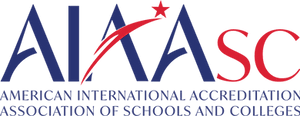 AIAASC
AMERICAN INTERNATIONAL ACCREDITATION
ASSOCIATION OF SCHOOLS AND COLLEGES